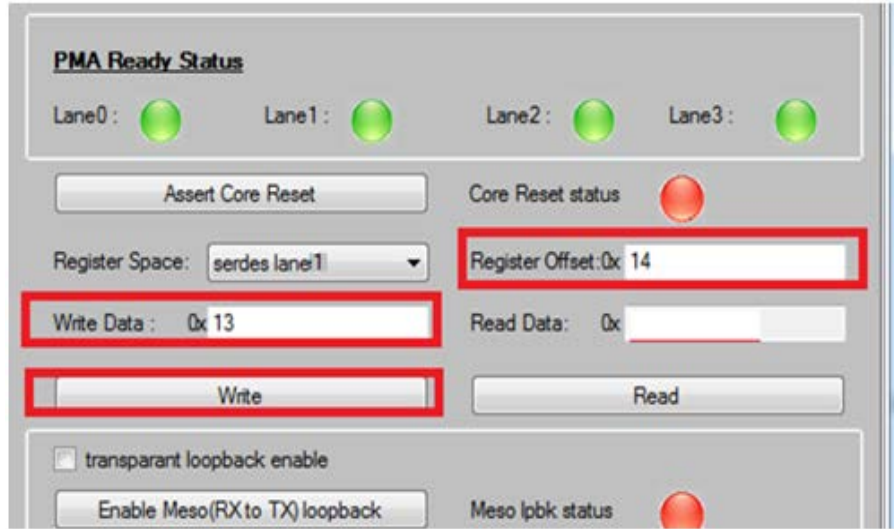 PMA Ready Status
Lane0 : Lane1 : Lane2 : Lane3 :
Assert Core Reset Core Reset status
Register Space: serdes lane1 Register Offset:0x 14
Write Data : 0x 13 Read Data: 0x
Write Read
transparant loopback enable
Enable Meso(RX to TX) loopback Meso lpbk status